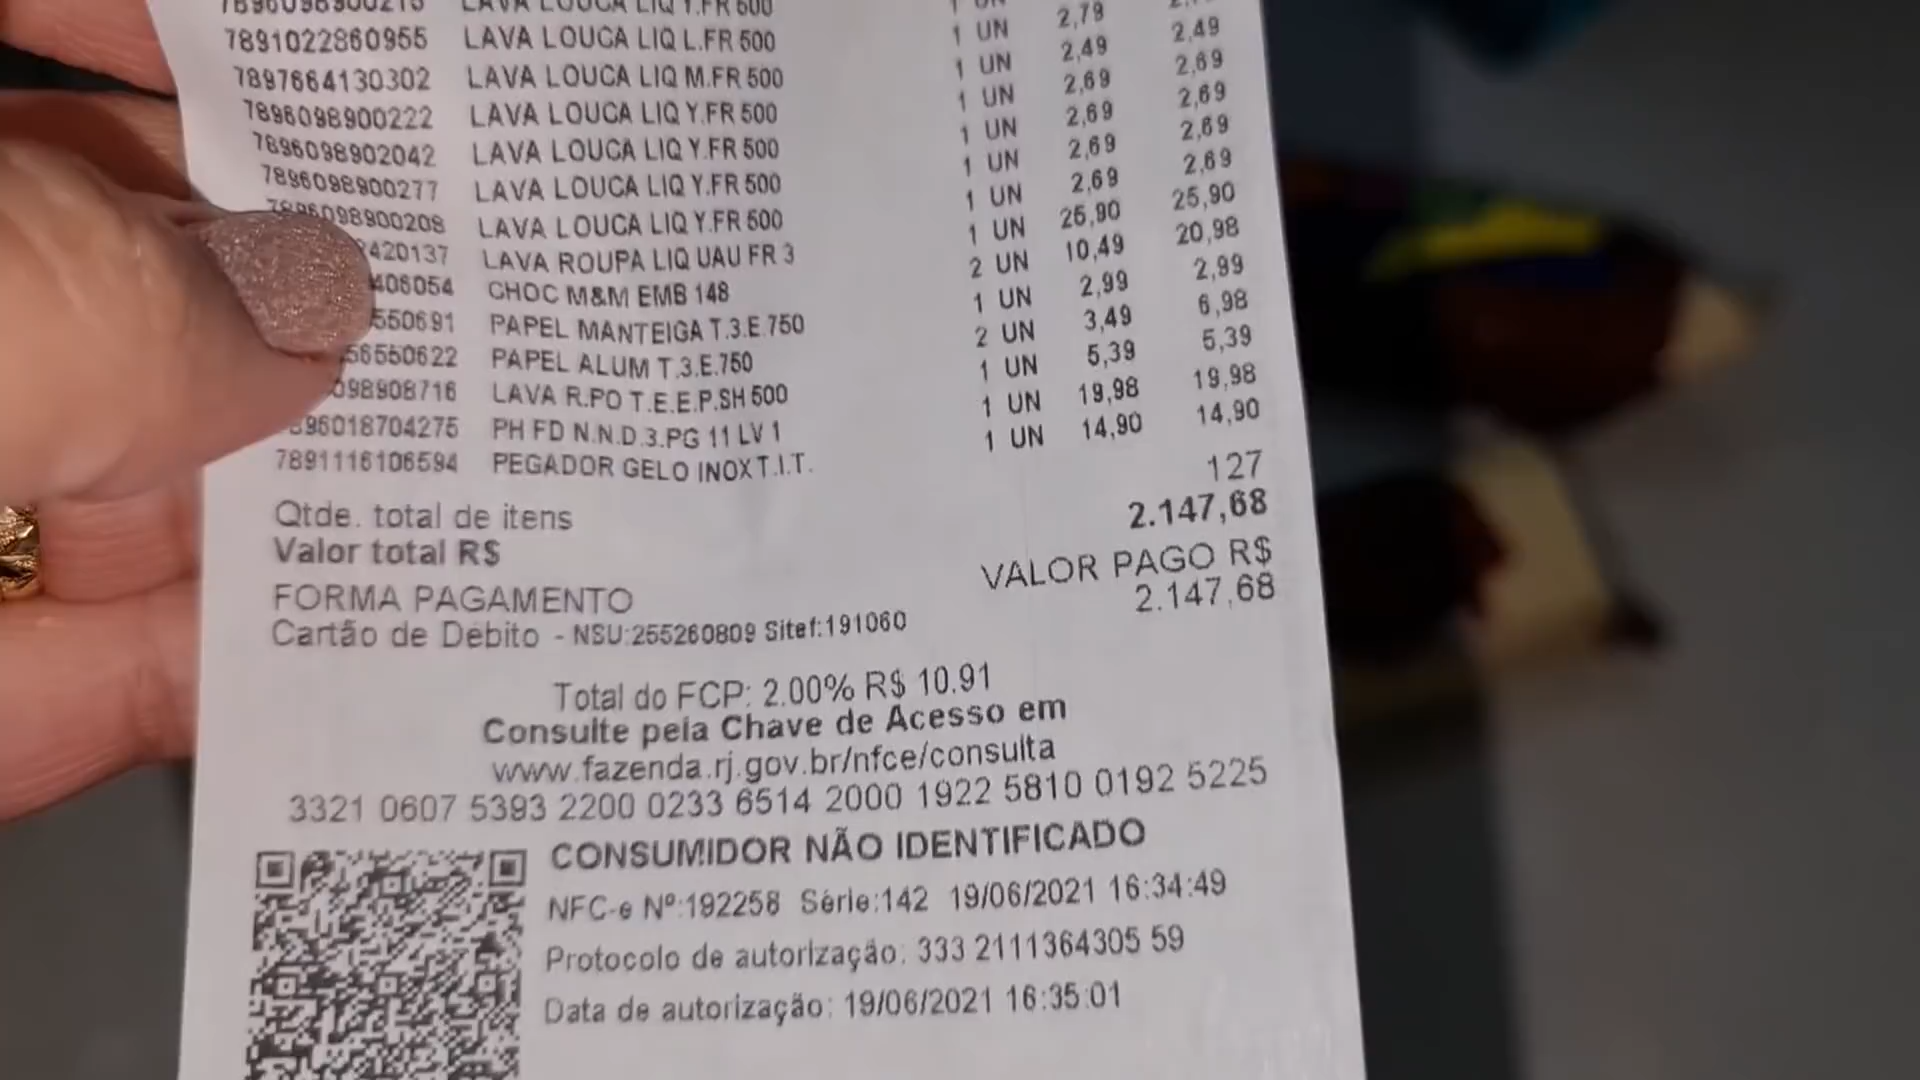 7896098900215 LAVA LOUCA LIQ Y.FR 500 1 UN
7891022860955 LAVA LOUCA LIQ L.FR 500 1 UN 2,79
7897664130302 LAVA LOUCA LIQ M.FR 500 1 UN 2,49 2,49
7896098900222 LAVA LOUCA LIQ Y.FR 500 1 UN 2,69 2,69
7896098902042 LAVA LOUCA LIQ Y.FR 500 1 UN 2,69 2,69
7896098900277 LAVA LOUCA LIQ Y.FR 500 1 UN 2,69 2,69
7896098900208 LAVA LOUCA LIQ Y.FR 500 1 UN 2,69 2,69
420137 LAVA ROUPA LIQ UAU FR 3 1 UN 25,90 25,90
406054 CHOC M&M EMB 148 2 UN 10,49 20,98
550691 PAPEL MANTEIGA T.3.E.750 1 UN 2,99 2,99
56550622 PAPEL ALUM T.3.E.750 2 UN 3,49 6,98
098908716 LAVA R.PO T.E.E.P.SH 500 1 UN 5,39 5,39
896018704275 PH FD N.N.D.3.PG 11 LV 1 1 UN 19,98 19,98
7891116106594 PEGADOR GELO INOX T.I.T. 1 UN 14,90 14,90
Qtde. total de itens 127
Valor total R$ 2.147,68
FORMA PAGAMENTO VALOR PAGO R$
Cartão de Débito - NSU:255260809 Sitef:191060 2.147,68
Total do FCP: 2.00% R$ 10.91
Consulte pela Chave de Acesso em
www.fazenda.rj.gov.br/nfce/consulta
3321 0607 5393 2200 0233 6514 2000 1922 5810 0192 5225
CONSUMIDOR NÃO IDENTIFICADO
NFC-e Nº:192258 Série:142 19/06/2021 16:34:49
Protocolo de autorização: 333 2111364305 59
Data de autorização: 19/06/2021 16:35:01